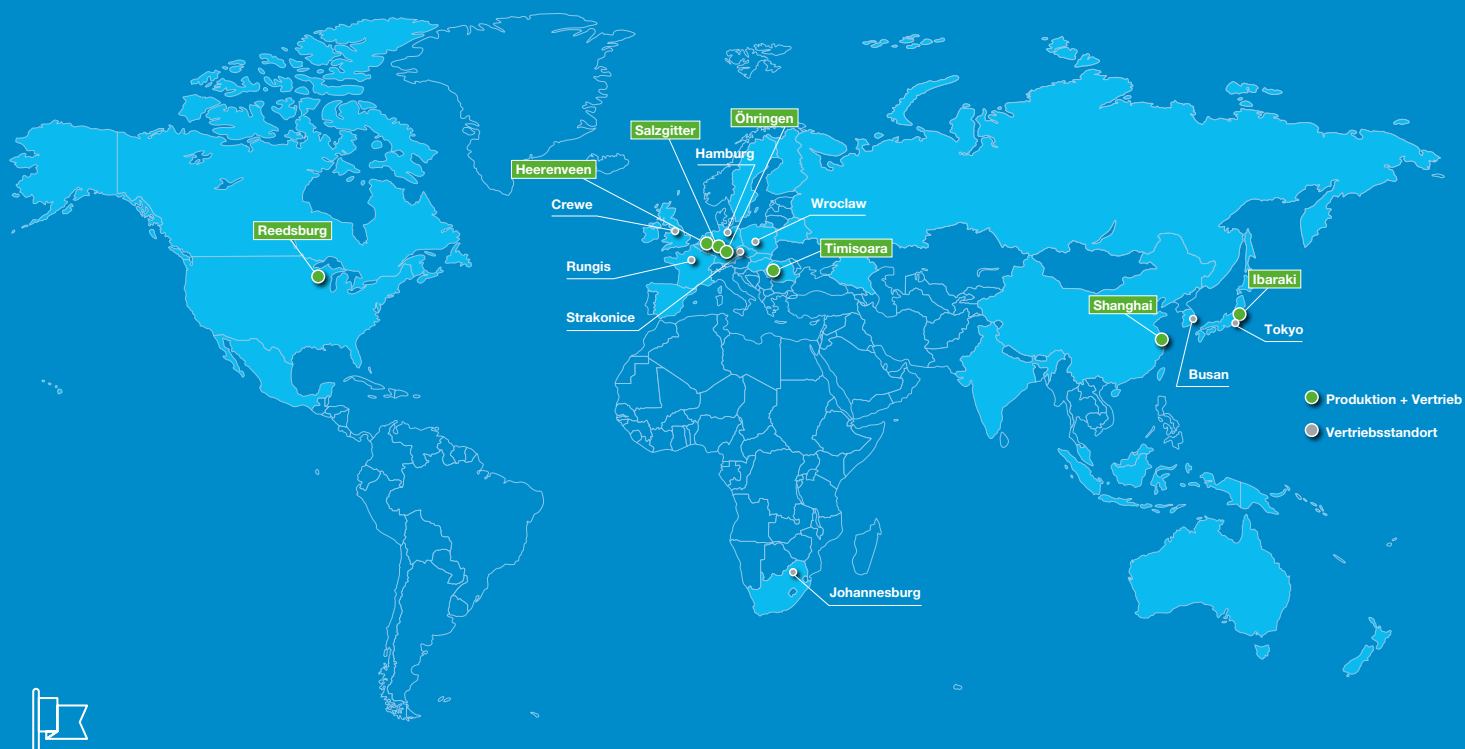 Öhringen
Salzgitter
Hamburg
Heerenveen
Crewe
Wroclaw
Reedsburg
Timisoara
Rungis
Ibaraki
Shanghai
Strakonice
Tokyo
Busan
Produktion + Vertrieb
Vertriebsstandort
Johannesburg